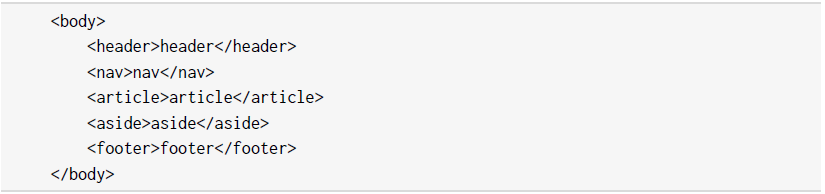 <body>
<header>header</header>
<nav>nav</nav>
<article>article</article>
<aside>aside</aside>
<footer>footer</footer>
</body>